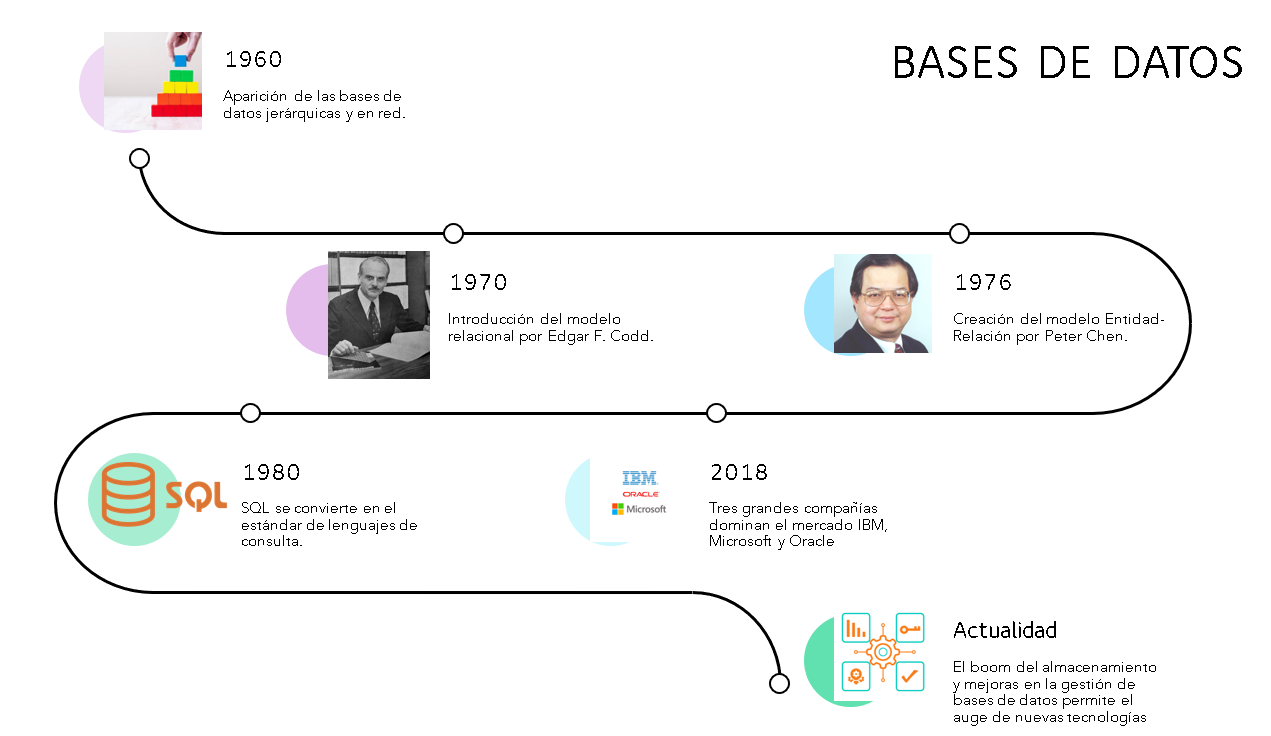 BASES DE DATOS
1960
Aparición de las bases de
datos jerárquicas y en red.
1970
Introducción del modelo
relacional por Edgar F. Codd.
1976
Creación del modelo Entidad-
Relación por Peter Chen.
SQL
1980
SQL se convierte en el
estándar de lenguajes de
consulta.
IBM
ORACLE
Microsoft
2018
Tres grandes compañías
dominan el mercado IBM,
Microsoft y Oracle
Actualidad
El boom del almacenamiento
y mejoras en la gestión de
bases de datos permite el
auge de nuevas tecnologías